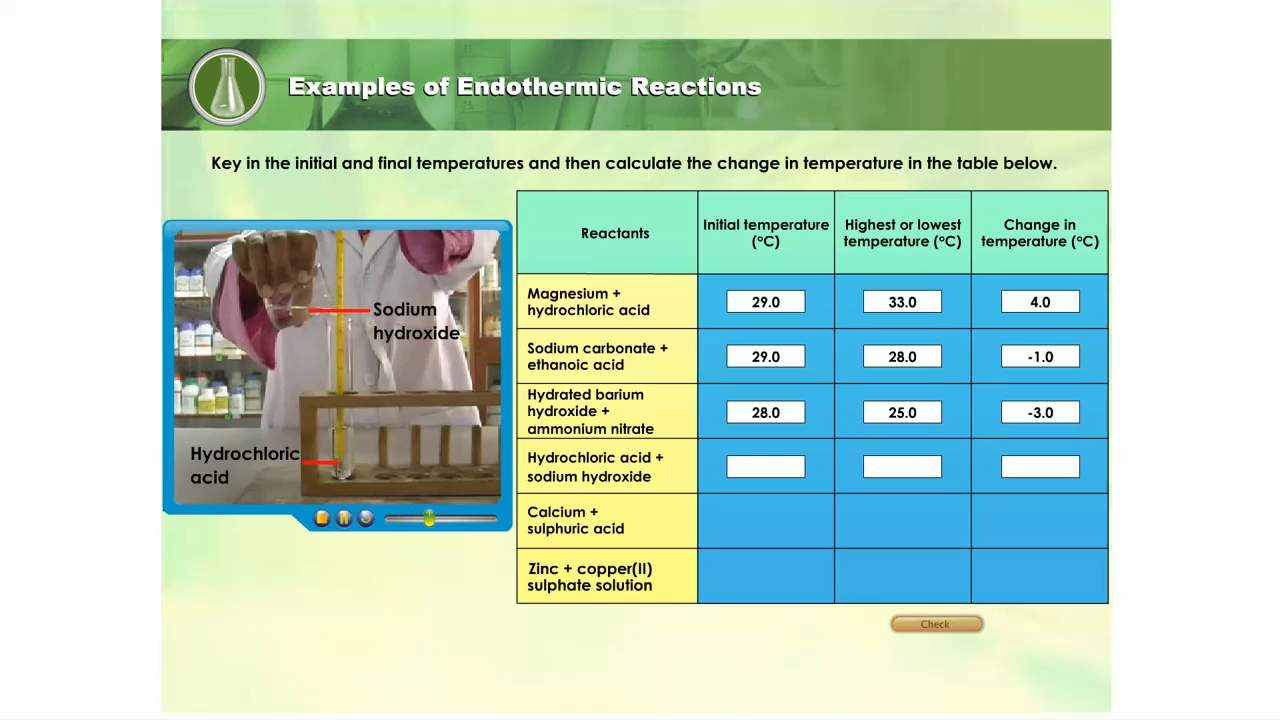 Examples of Endothermic Reactions
Key in the initial and final temperatures and then calculate the change in temperature in the table below.
Sodium
hydroxide
Hydrochloric
acid
Reactants
Initial temperature
(°C)
Highest or lowest
temperature (°C)
Change in
temperature (°C)
Magnesium +
hydrochloric acid
29.0
33.0
4.0
Sodium carbonate +
ethanoic acid
29.0
28.0
-1.0
Hydrated barium
hydroxide +
ammonium nitrate
28.0
25.0
-3.0
Hydrochloric acid +
sodium hydroxide
Calcium +
sulphuric acid
Zinc + copper(II)
sulphate solution
Check